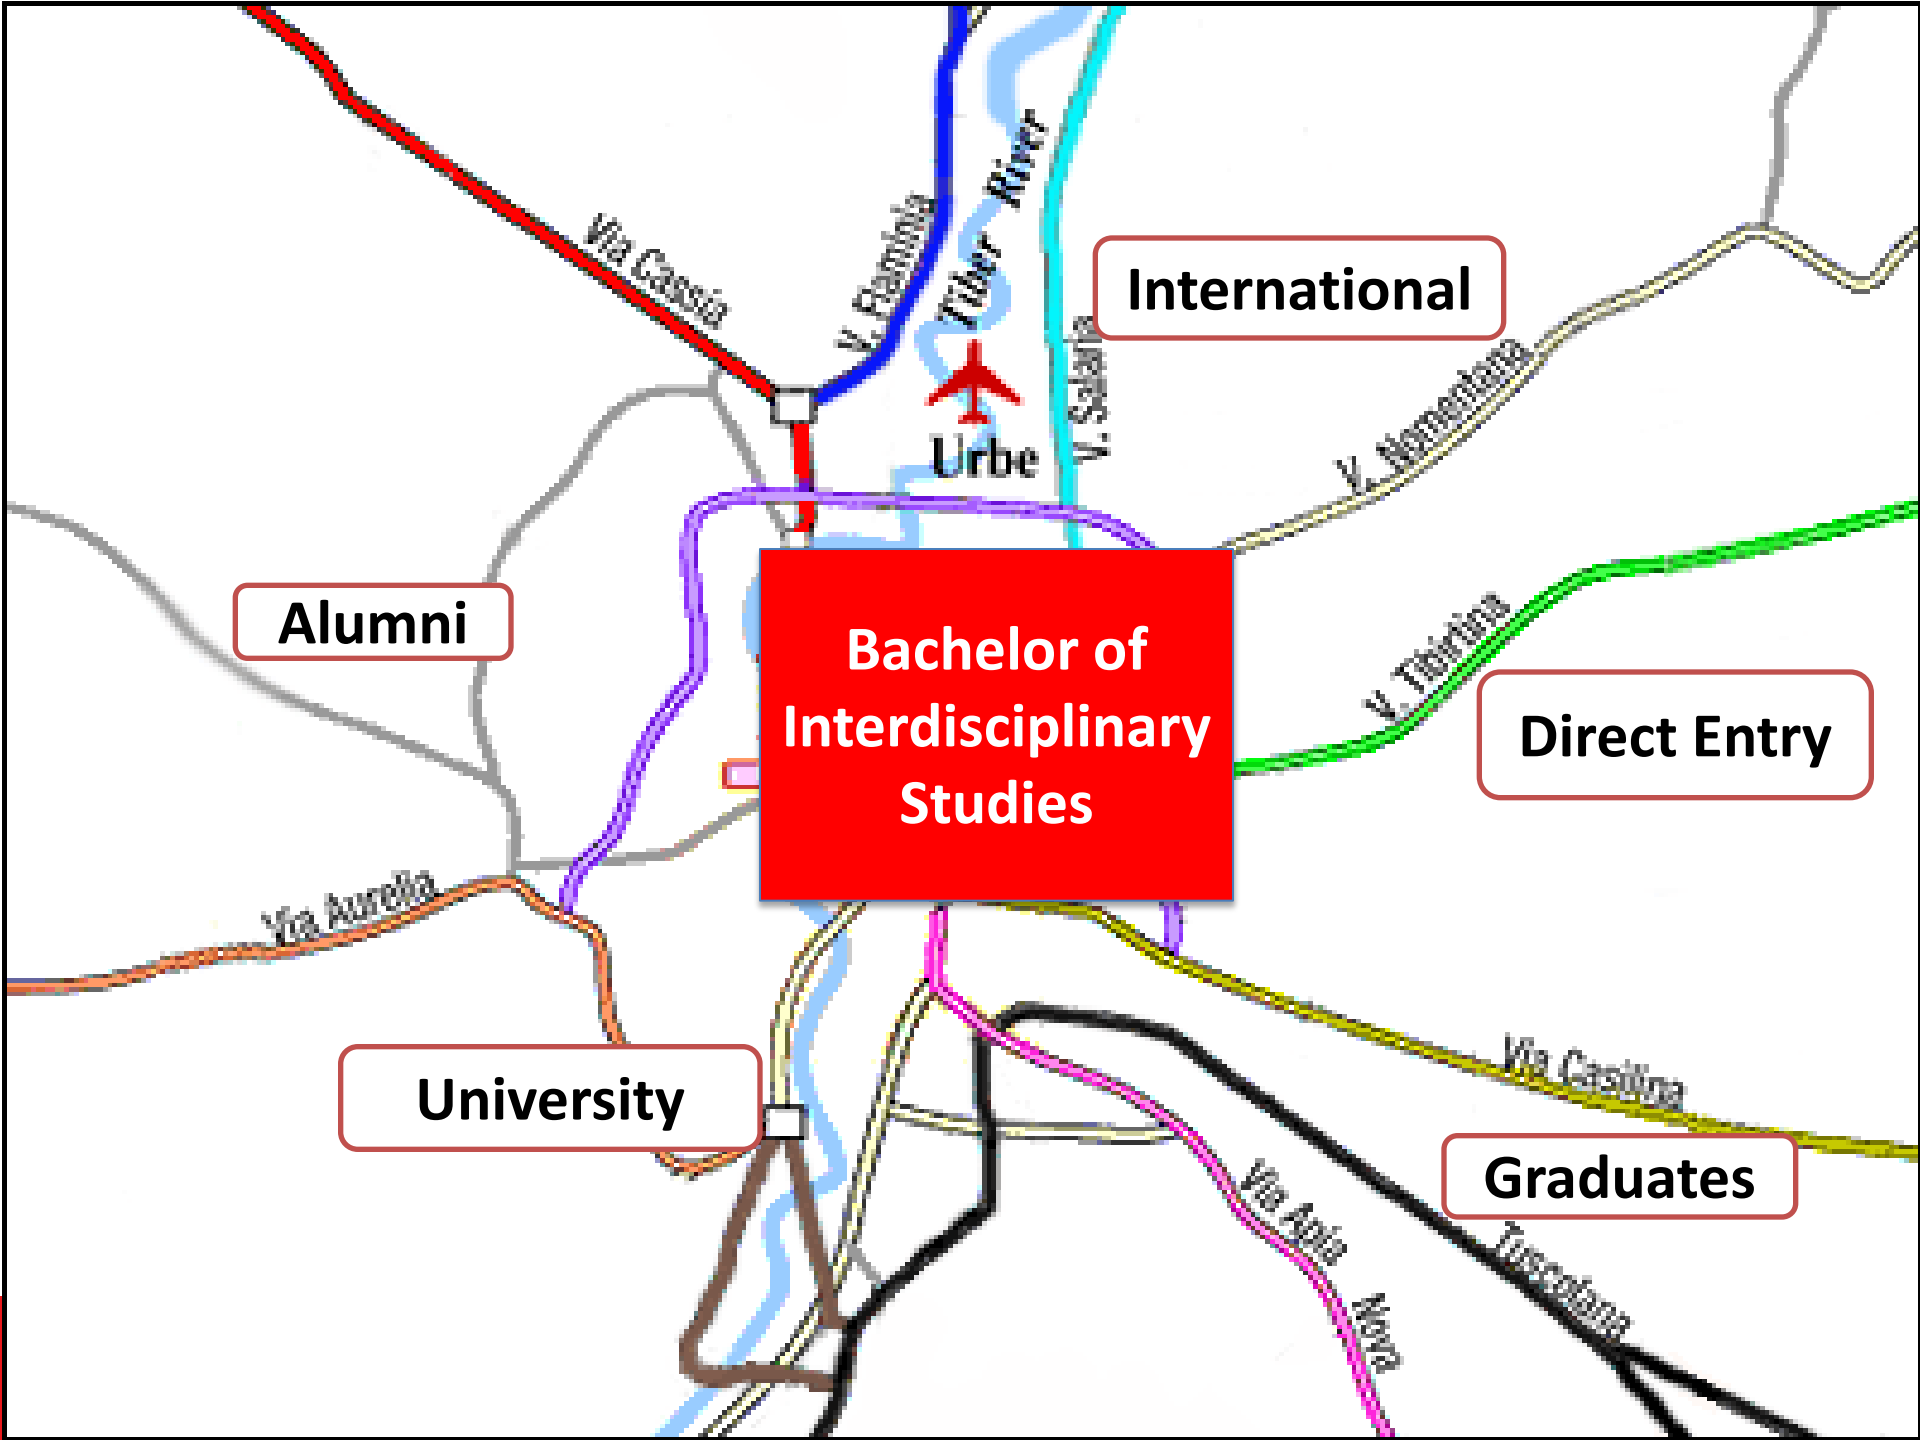 Via Cassia
V. Flaminia
Tiber River
International
V. Salaria
Urbe
V. Nomentana
Alumni
Bachelor of
Interdisciplinary
Studies
V. Tibirtina
Direct Entry
Via Aurelia
University
Via Casilina
Graduates
Via Apia Nova
Tuscolana